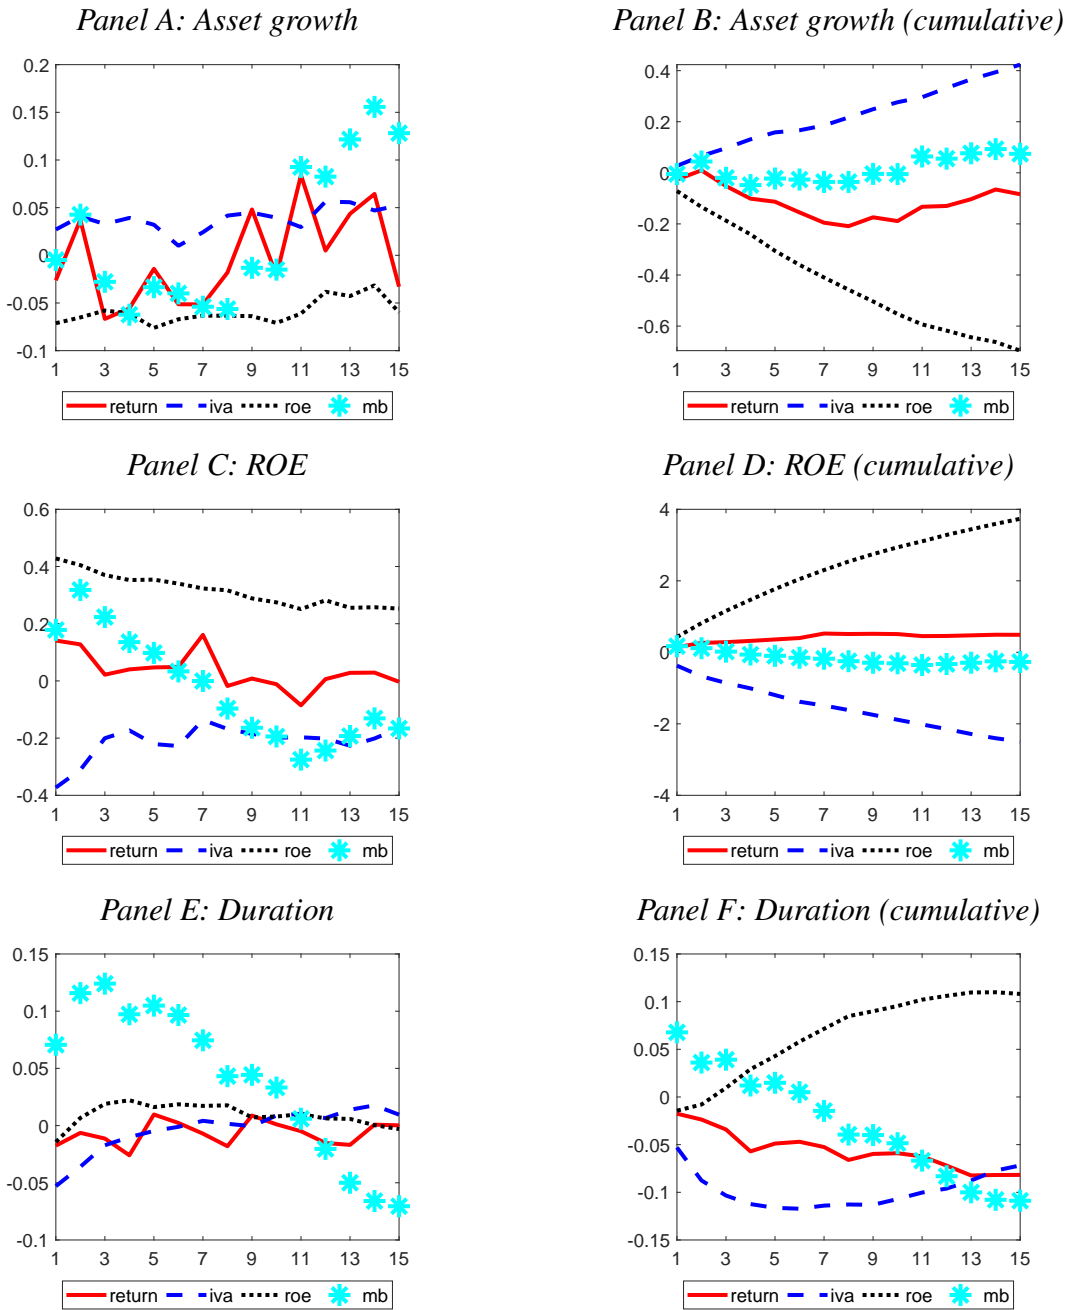 Panel A: Asset growth
Panel B: Asset growth (cumulative)
0.2
0.15
0.1
0.05
0
-0.05
-0.1
1 3 5 7 9 11 13 15
return iva roe mb
0.4
0.2
0
-0.2
-0.4
-0.6
1 3 5 7 9 11 13 15
return iva roe mb
Panel C: ROE
Panel D: ROE (cumulative)
0.6
0.4
0.2
0
-0.2
-0.4
1 3 5 7 9 11 13 15
return iva roe mb
4
2
0
-2
-4
1 3 5 7 9 11 13 15
return iva roe mb
Panel E: Duration
Panel F: Duration (cumulative)
0.15
0.1
0.05
0
-0.05
-0.1
1 3 5 7 9 11 13 15
return iva roe mb
0.15
0.1
0.05
0
-0.05
-0.1
-0.15
1 3 5 7 9 11 13 15
return iva roe mb